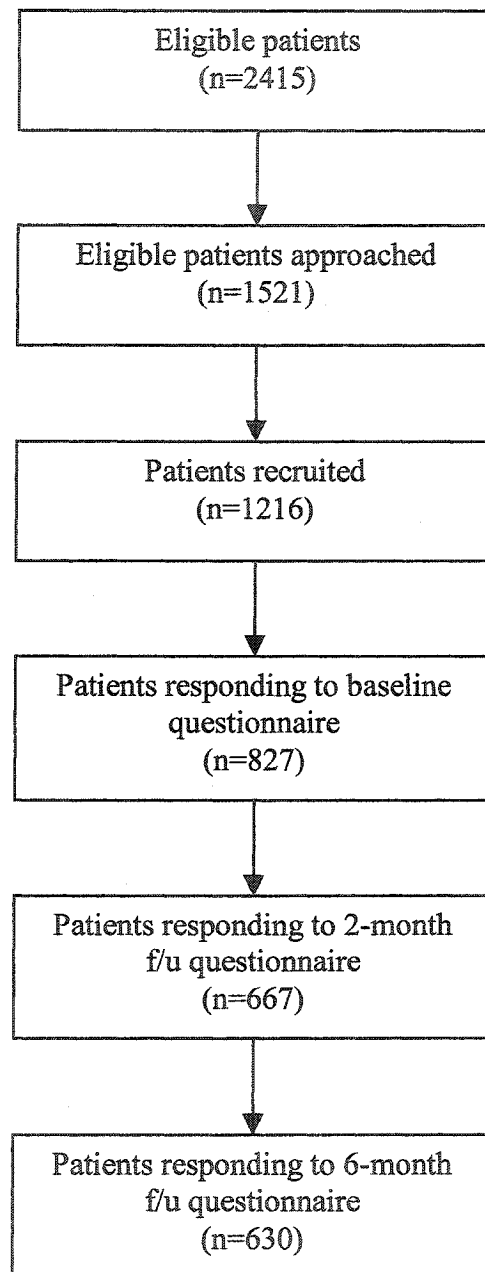 Eligible patients
(n=2415)
Eligible patients approached
(n=1521)
Patients recruited
(n=1216)
Patients responding to baseline
questionnaire
(n=827)
Patients responding to 2-month
f/u questionnaire
(n=667)
Patients responding to 6-month
f/u questionnaire
(n=630)